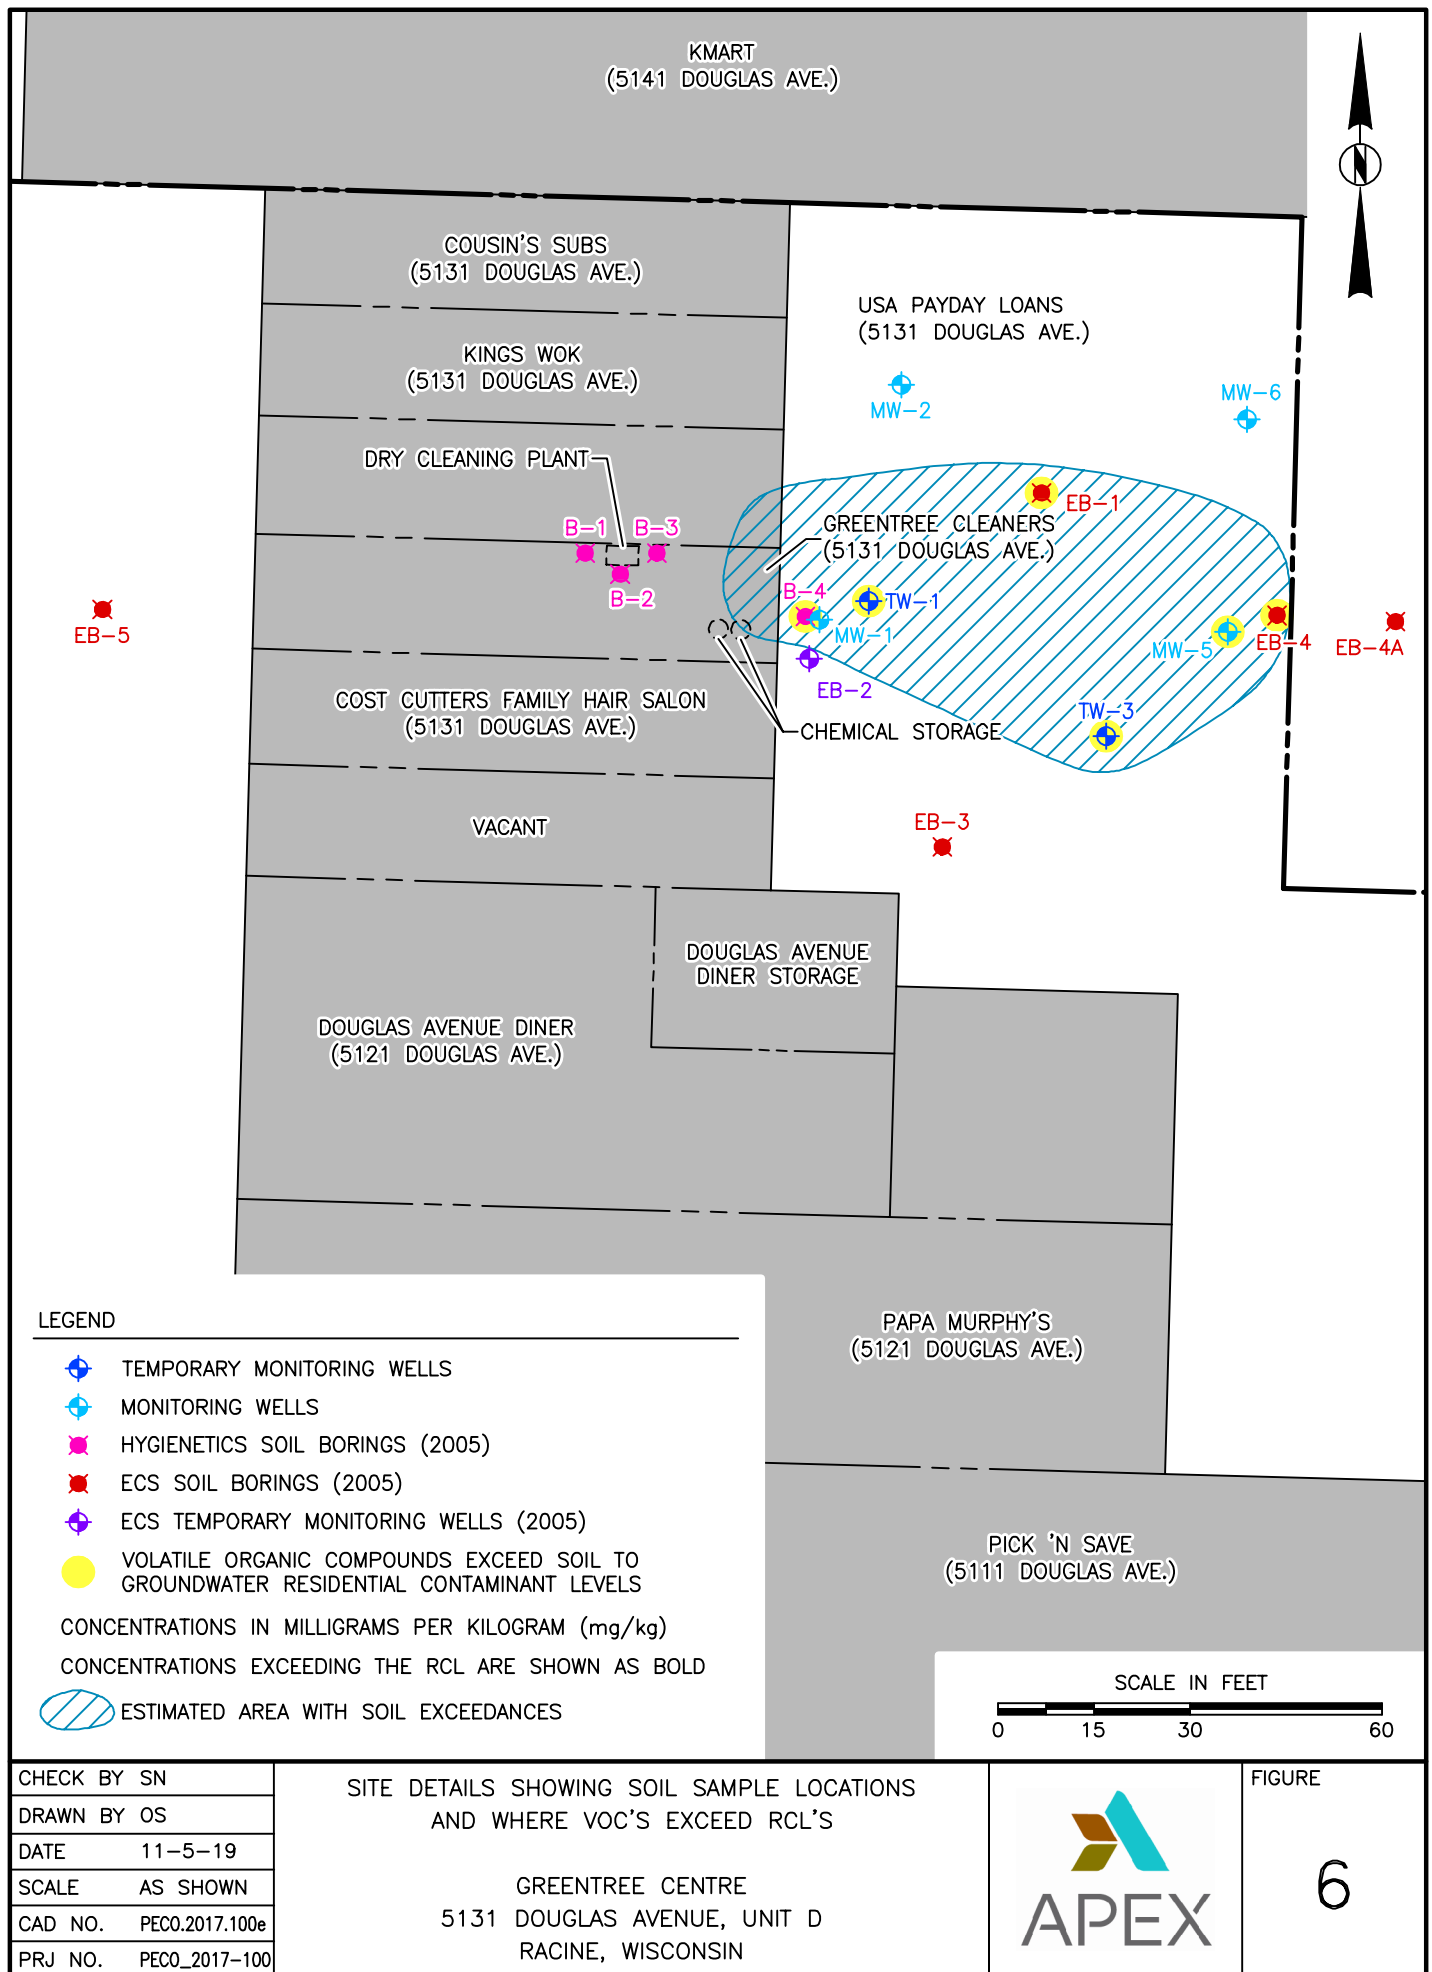 KMART
(5141 DOUGLAS AVE.)
N
COUSIN'S SUBS
(5131 DOUGLAS AVE.)
USA PAYDAY LOANS
(5131 DOUGLAS AVE.)
KINGS WOK
(5131 DOUGLAS AVE.)
MW-2
MW-6
DRY CLEANING PLANT
EB-1
GREENTREE CLEANERS
(5131 DOUGLAS AVE.)
B-1
B-3
B-2
B-4
TW-1
MW-1
EB-5
MW-5
EB-4
EB-4A
EB-2
COST CUTTERS FAMILY HAIR SALON
(5131 DOUGLAS AVE.)
TW-3
CHEMICAL STORAGE
VACANT
EB-3
DOUGLAS AVENUE
DINER STORAGE
DOUGLAS AVENUE DINER
(5121 DOUGLAS AVE.)
PAPA MURPHY'S
(5121 DOUGLAS AVE.)
PICK 'N SAVE
(5111 DOUGLAS AVE.)
LEGEND
TEMPORARY MONITORING WELLS
MONITORING WELLS
HYGIENETICS SOIL BORINGS (2005)
ECS SOIL BORINGS (2005)
ECS TEMPORARY MONITORING WELLS (2005)
VOLATILE ORGANIC COMPOUNDS EXCEED SOIL TO
GROUNDWATER RESIDENTIAL CONTAMINANT LEVELS
CONCENTRATIONS IN MILLIGRAMS PER KILOGRAM (mg/kg)
CONCENTRATIONS EXCEEDING THE RCL ARE SHOWN AS BOLD
ESTIMATED AREA WITH SOIL EXCEEDANCES
SCALE IN FEET
0 15 30 60
CHECK BY SN
DRAWN BY OS
DATE 11-5-19
SCALE AS SHOWN
CAD NO. PECO.2017.100e
PRJ NO. PECO_2017-100
SITE DETAILS SHOWING SOIL SAMPLE LOCATIONS
AND WHERE VOC'S EXCEED RCL'S
GREENTREE CENTRE
5131 DOUGLAS AVENUE, UNIT D
RACINE, WISCONSIN
APEX
FIGURE
6